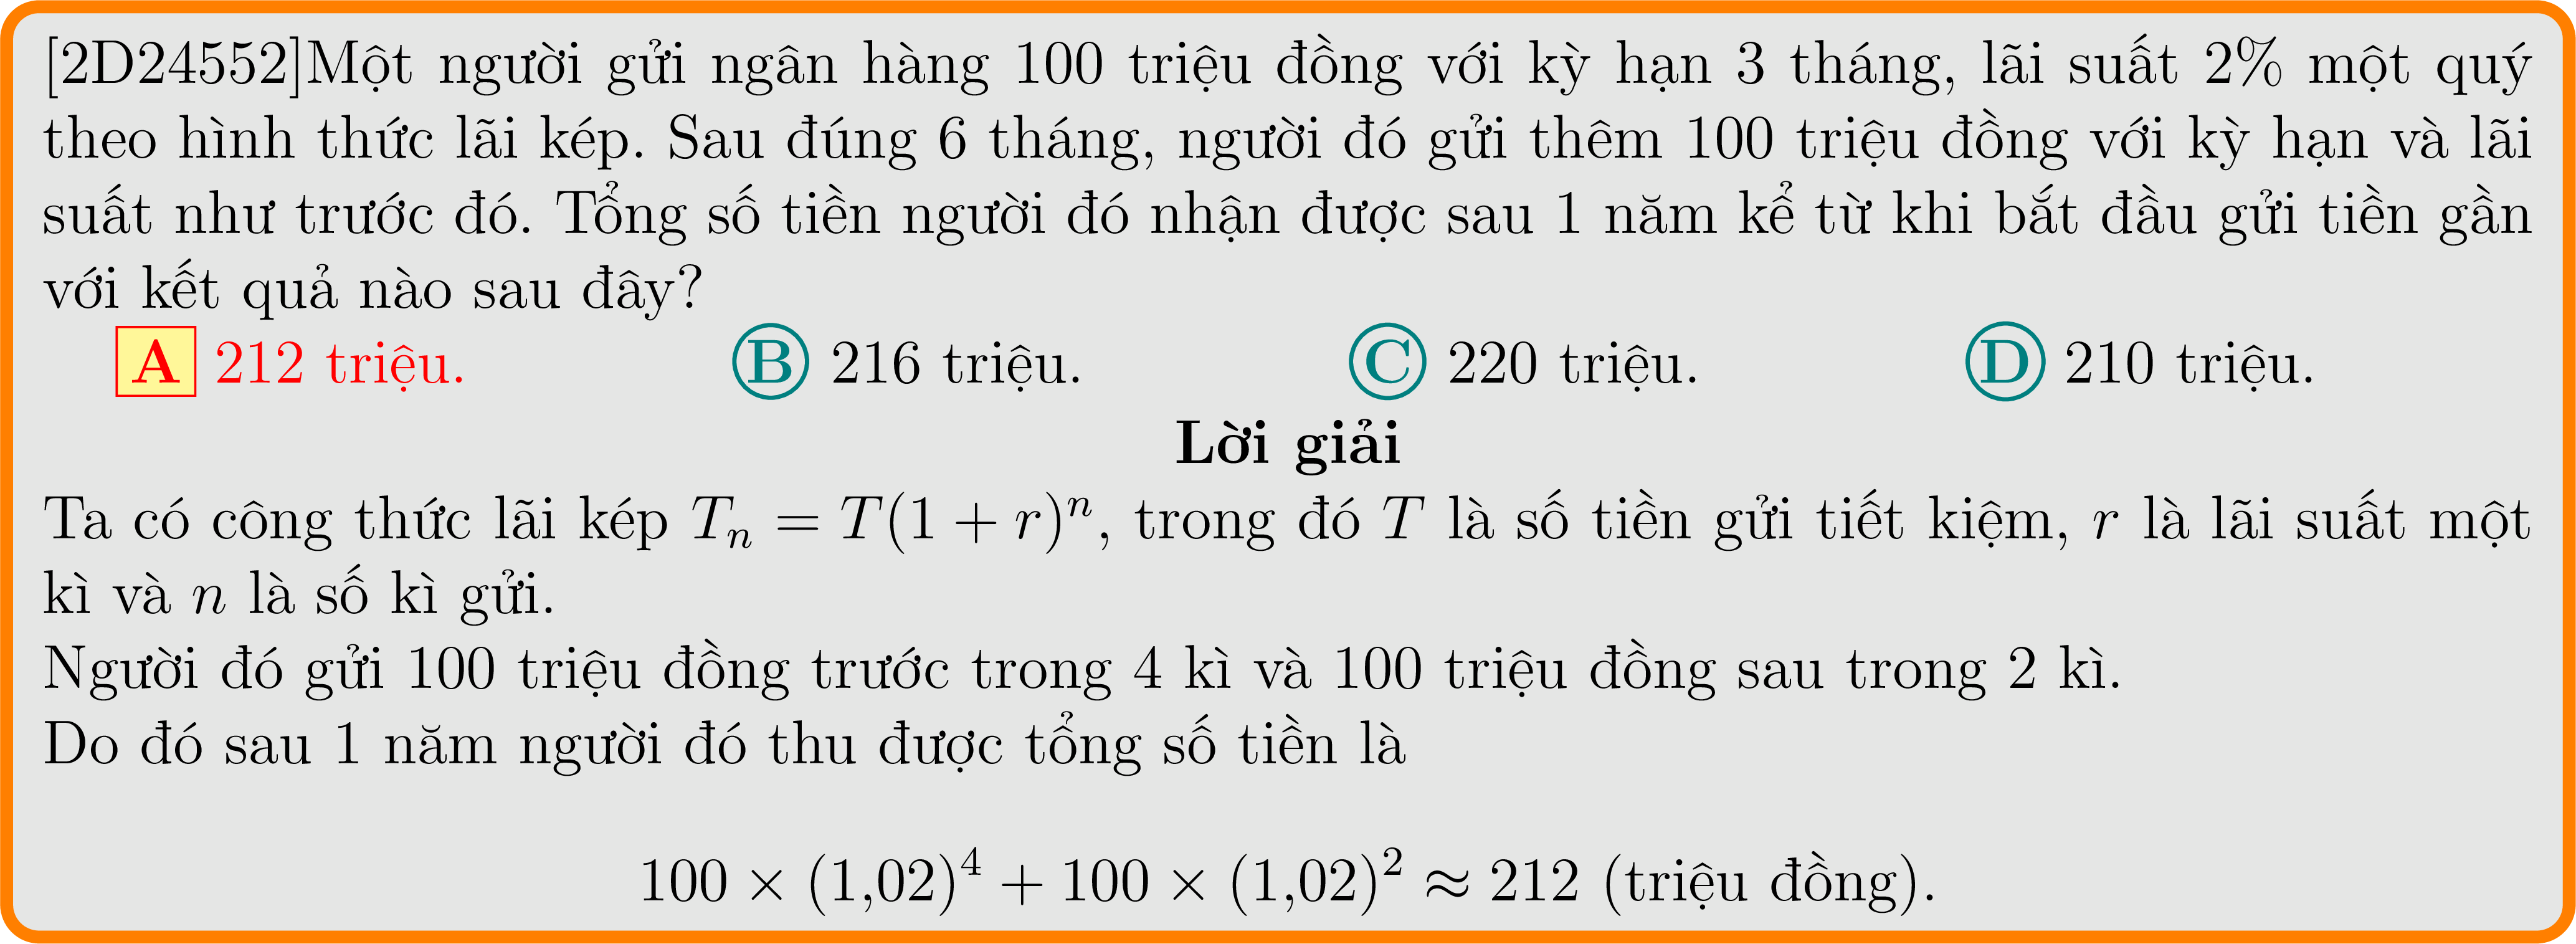 [2D24552]Một người gửi ngân hàng 100 triệu đồng với kỳ hạn 3 tháng, lãi suất 2% một quý
theo hình thức lãi kép. Sau đúng 6 tháng, người đó gửi thêm 100 triệu đồng với kỳ hạn và lãi
suất như trước đó. Tổng số tiền người đó nhận được sau 1 năm kể từ khi bắt đầu gửi tiền gần
với kết quả nào sau đây?
A 212 triệu. B 216 triệu. C 220 triệu. D 210 triệu.
Lời giải
Ta có công thức lãi kép $T_n = T(1 + r)^n$, trong đó $T$ là số tiền gửi tiết kiệm, $r$ là lãi suất một
kì và $n$ là số kì gửi.
Người đó gửi 100 triệu đồng trước trong 4 kì và 100 triệu đồng sau trong 2 kì.
Do đó sau 1 năm người đó thu được tổng số tiền là
$100 \times (1{,}02)^4 + 100 \times (1{,}02)^2 \approx 212$ (triệu đồng).